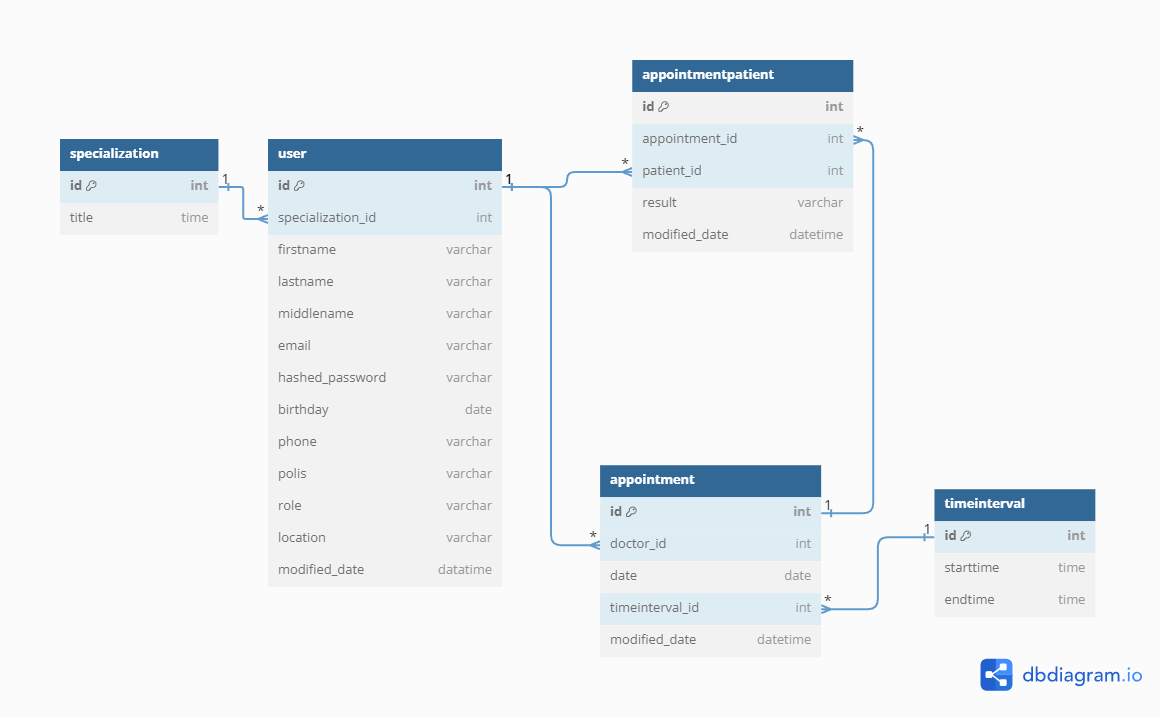 specialization
id int
title time
1
*
user
id int
specialization_id int
firstname varchar
lastname varchar
middlename varchar
email varchar
hashed_password varchar
birthday date
phone varchar
polis varchar
role varchar
location varchar
modified_date datatime
1
*
*
appointmentpatient
id int
appointment_id int
patient_id int
result varchar
modified_date datetime
*
appointment
id int
doctor_id int
date date
timeinterval_id int
modified_date datetime
1
*
1
timeinterval
id int
starttime time
endtime time
dbdiagram.io